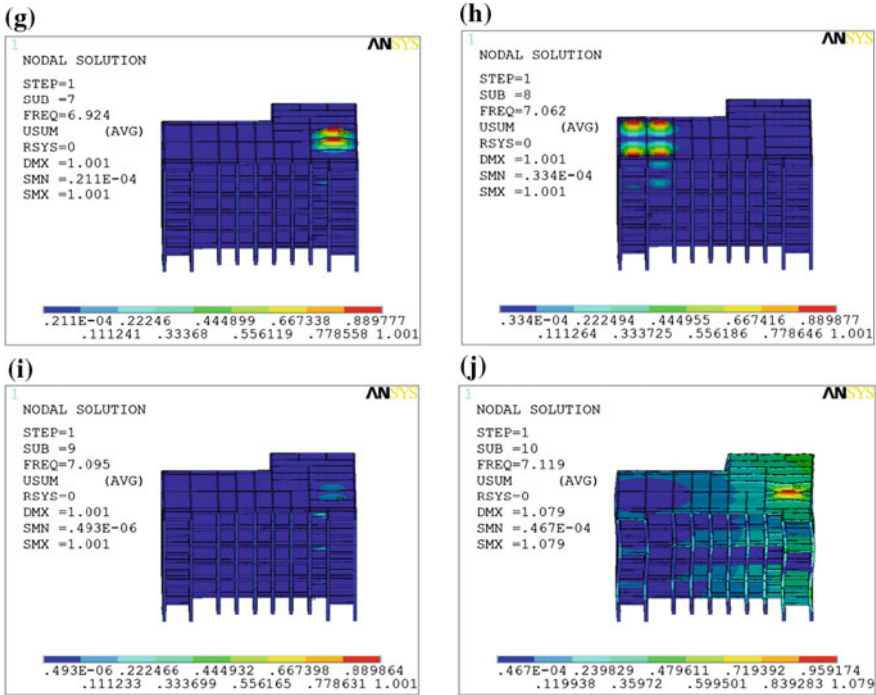 (g)
1
ANSYS
NODAL SOLUTION
STEP=1
SUB =7
FREQ=6.924
USUM (AVG)
RSYS=0
DMX =1.001
SMN =.211E-04
SMX =1.001
.211E-04 .22246 .444899 .667338 .889777
.111241 .33368 .556119 .778558 1.001
(h)
1
ANSYS
NODAL SOLUTION
STEP=1
SUB =8
FREQ=7.062
USUM (AVG)
RSYS=0
DMX =1.001
SMN =.334E-04
SMX =1.001
.334E-04 .222494 .444955 .667416 .889877
.111264 .333725 .556186 .778646 1.001
(i)
1
ANSYS
NODAL SOLUTION
STEP=1
SUB =9
FREQ=7.095
USUM (AVG)
RSYS=0
DMX =1.001
SMN =.493E-06
SMX =1.001
.493E-06 .222466 .444932 .667398 .889864
.111233 .333699 .556165 .778631 1.001
(j)
1
ANSYS
NODAL SOLUTION
STEP=1
SUB =10
FREQ=7.119
USUM (AVG)
RSYS=0
DMX =1.079
SMN =.467E-04
SMX =1.079
.467E-04 .239829 .479611 .719392 .959174
.119938 .35972 .599501 .839283 1.079